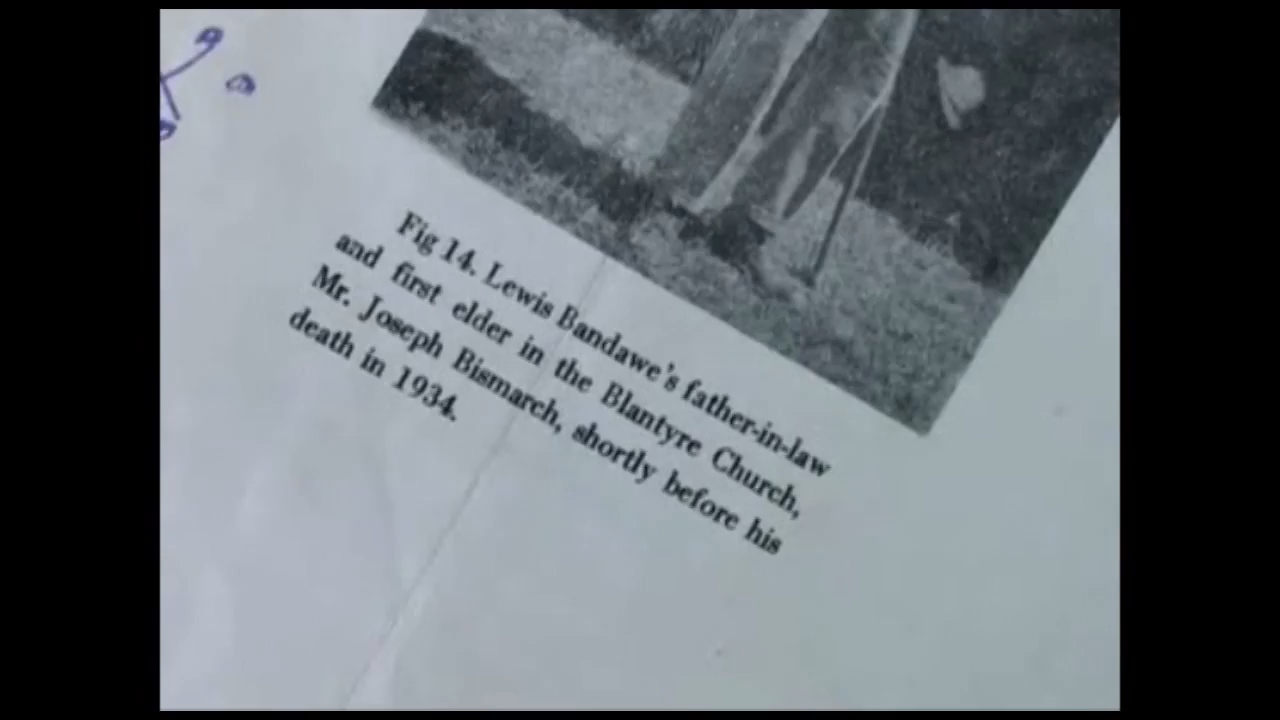 Fig 14. Lewis Bandawe's father-in-law
and first elder in the Blantyre Church,
Mr. Joseph Bismarch, shortly before his
death in 1934.